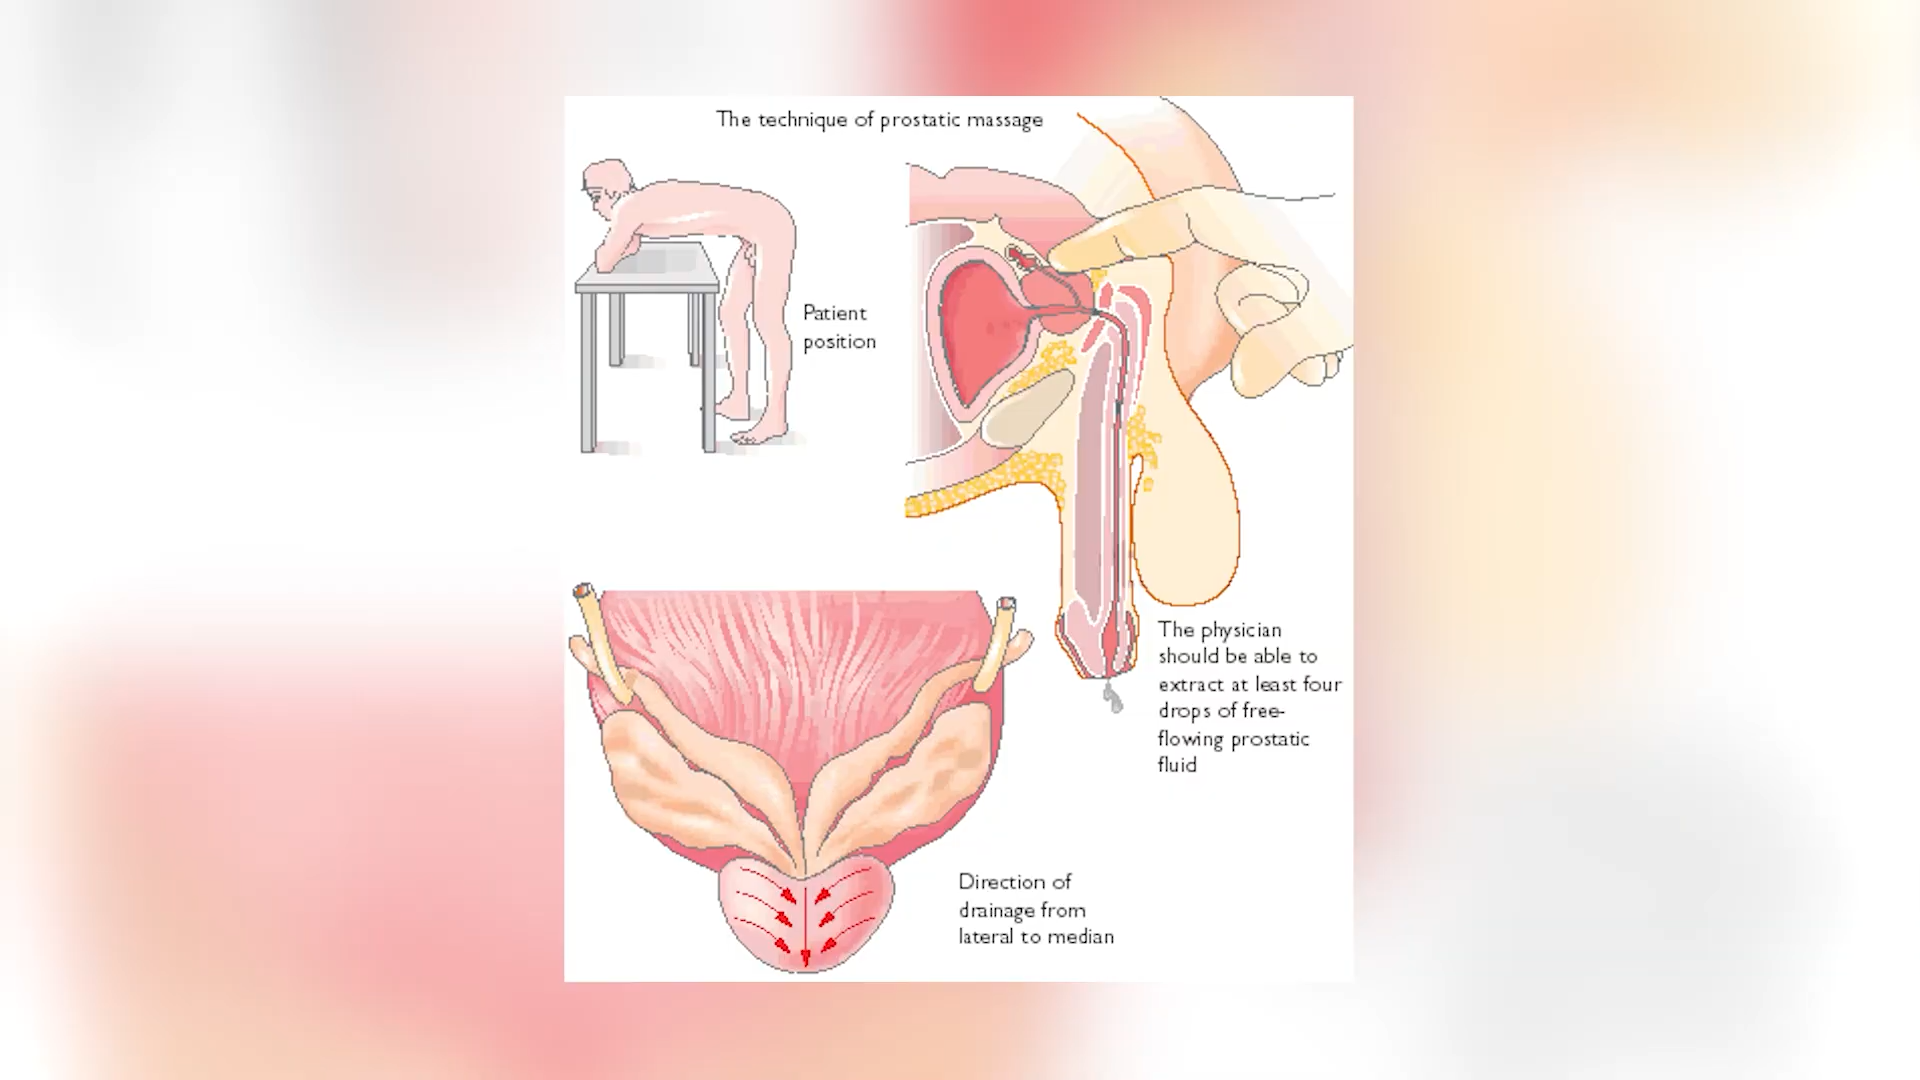 The technique of prostatic massage
Patient
position
The physician
should be able to
extract at least four
drops of free-
flowing prostatic
fluid
Direction of
drainage from
lateral to median